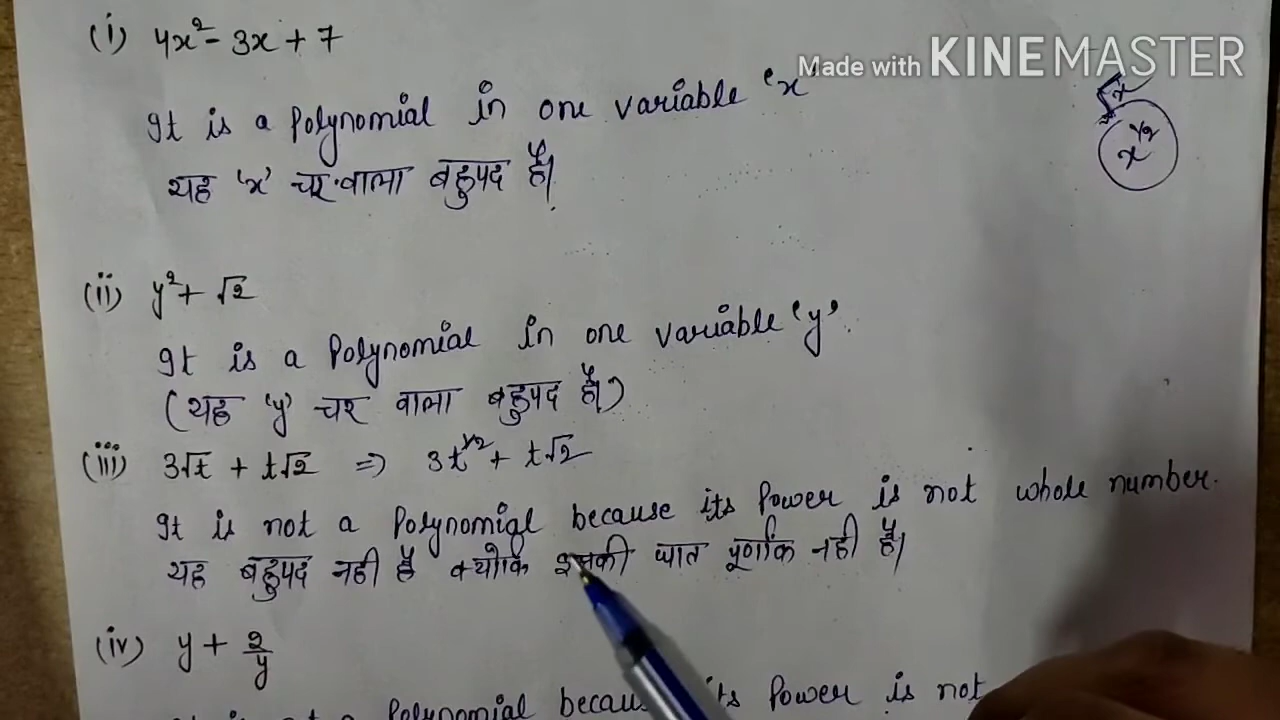 (i) 4x² - 3x + 7
Made with KINEMASTER
It is a Polynomial in one variable 'x'
√x
x^1/2
यह 'x' चर वाला बहुपद है।
(ii) y² + √2
It is a Polynomial in one variable 'y'.
(यह 'y' चर वाला बहुपद है।)
(iii) 3√t + t√2 ⇒ 3t^1/2 + t√2
It is not a Polynomial because its Power is not whole number.
यह बहुपद नही है क्योकि इसकी घात पूर्णांक नही है।
(iv) y + 2/y
Polynomial because its Power is not